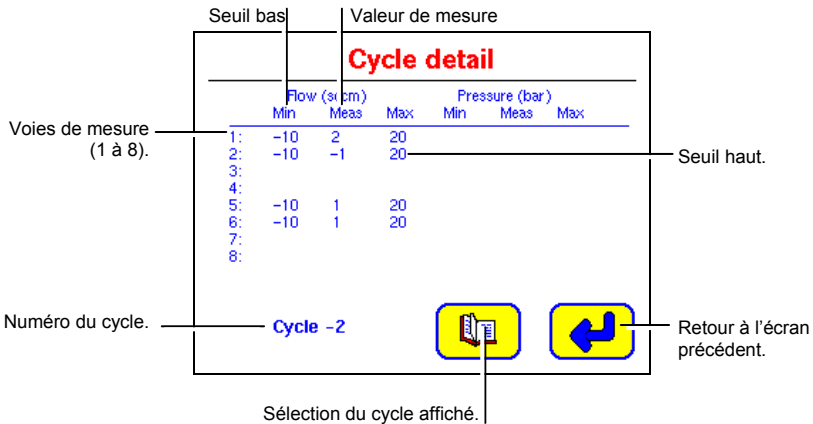 Seuil bas
Valeur de mesure
Cycle detail
Flow (sccm) Pressure (bar)
Min Meas Max Min Meas Max
Voies de mesure
(1 à 8).
1: -10 2 20
2: -10 -1 20
3:
4:
5: -10 1 20
6: -10 1 20
7:
8:
Seuil haut.
Numéro du cycle.
Cycle -2
Retour à l'écran
précédent.
Sélection du cycle affiché.